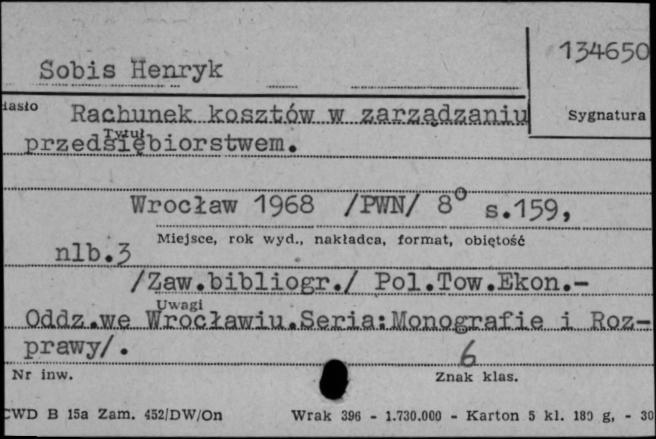 134650
Sobis Henryk
Rachunek kosztów w zarządzaniu
Sygnatura
Tytuł
przedsiębiorstwem.
Wrocław 1968 /PWN/ 8° s.159,
Miejsce, rok wyd., nakładca, format, objętość
nlb.3
/Zaw.bibliogr./ Pol.Tow.Ekon.-
Uwagi
Oddz.we Wrocławiu.Seria:Monografie i Roz-
prawy/.
6
Nr inw.
Znak klas.
CWD B 15a Zam. 452/DW/On Wrak 396 - 1.730.000 - Karton 5 kl. 180 g, - 30